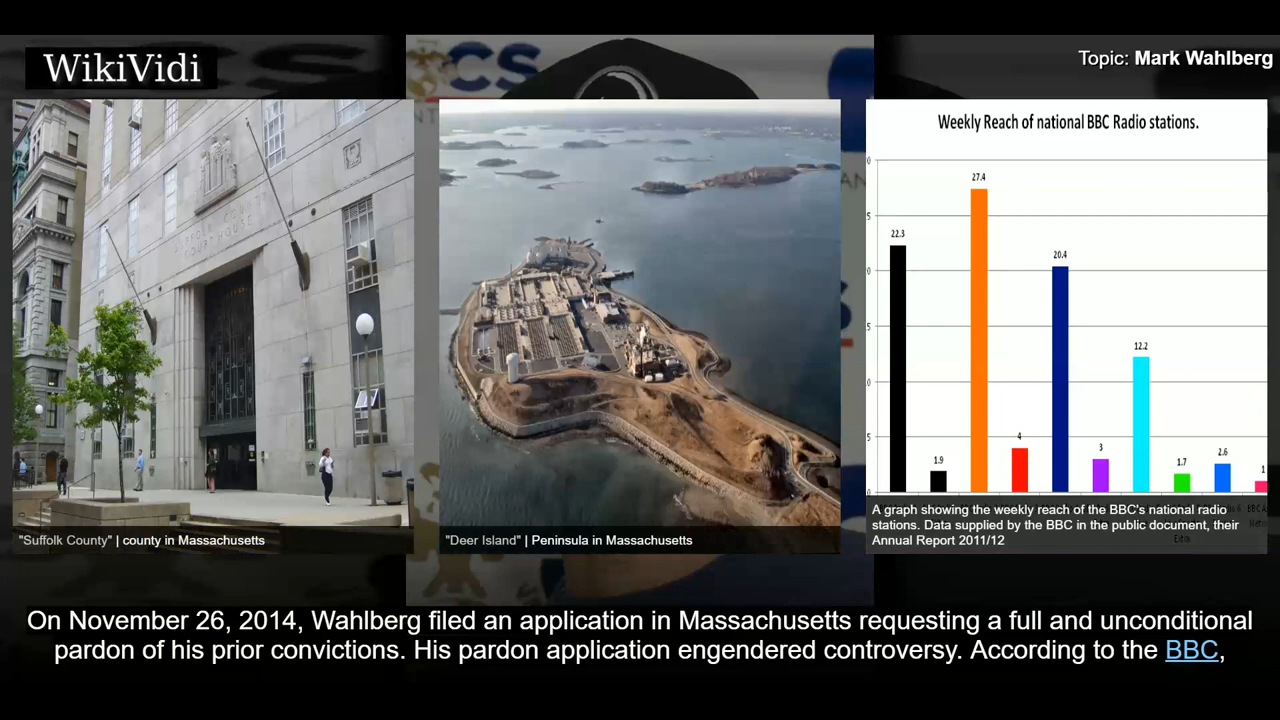 WikiVidi
CS
Topic: Mark Wahlberg
Weekly Reach of national BBC Radio stations.
27.4
22.3
20.4
12.2
4
3
2.6
1.9
1.7
1
"Suffolk County" | county in Massachusetts
"Deer Island" | Peninsula in Massachusetts
A graph showing the weekly reach of the BBC's national radio
stations. Data supplied by the BBC in the public document, their
Annual Report 2011/12
On November 26, 2014, Wahlberg filed an application in Massachusetts requesting a full and unconditional
pardon of his prior convictions. His pardon application engendered controversy. According to the BBC,